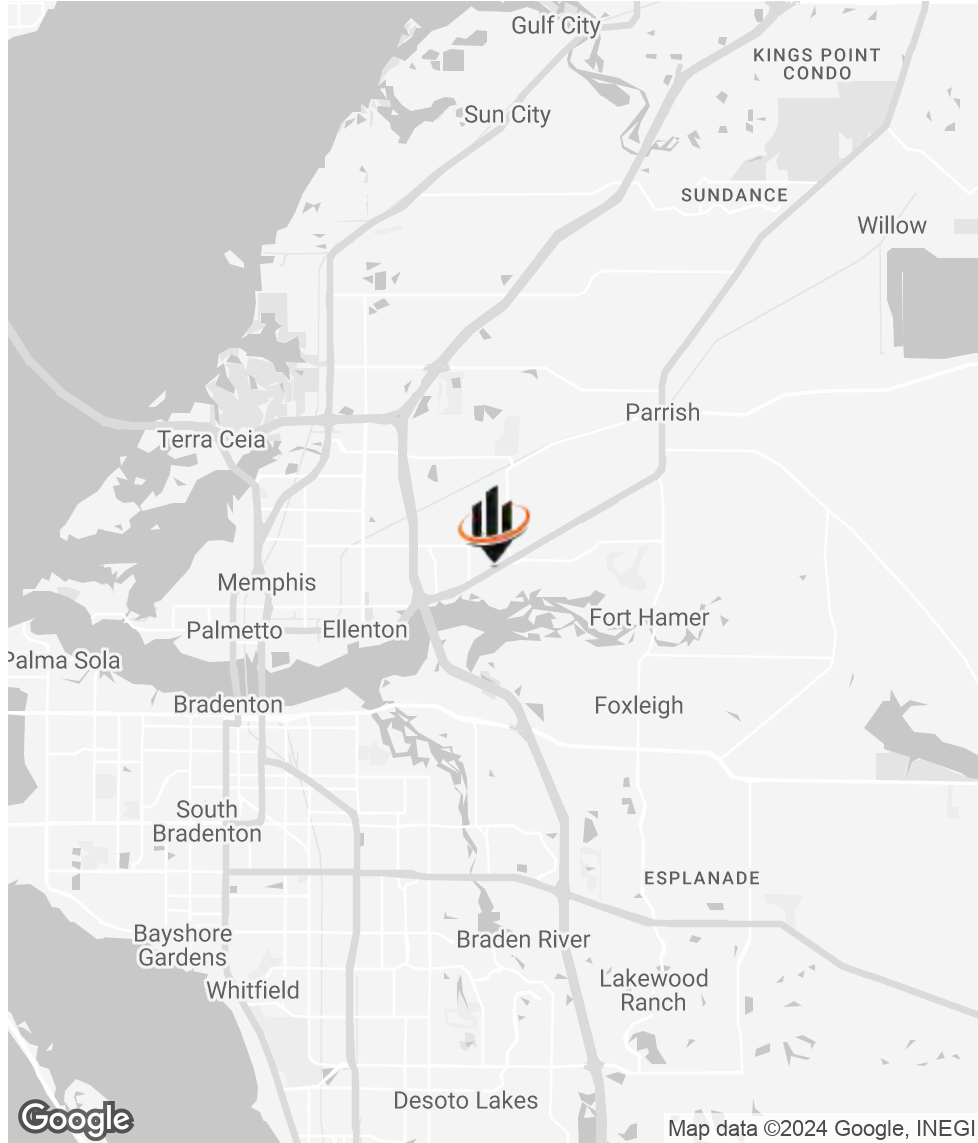 Gulf City
KINGS POINT
CONDO
Sun City
SUNDANCE
Willow
Parrish
Terra Ceia
Memphis
Fort Hamer
Palmetto
Ellenton
Palma Sola
Bradenton
Foxleigh
South
Bradenton
ESPLANADE
Bayshore
Gardens
Braden River
Lakewood
Ranch
Whitfield
Desoto Lakes
Google
Map data ©2024 Google, INEGI